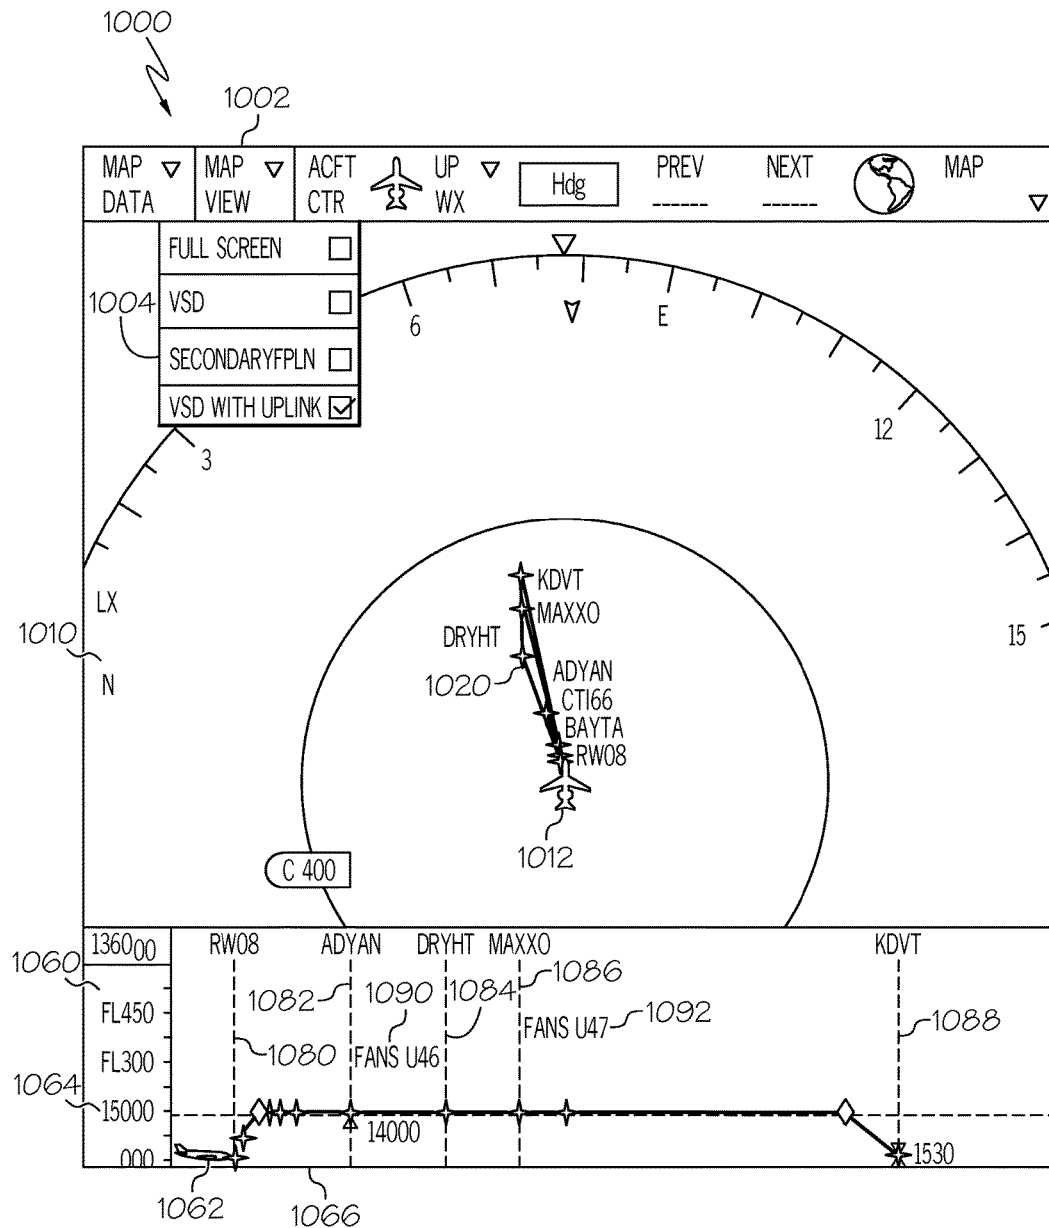 1000
1002
MAP MAP ACFT UP Hdg PREV NEXT MAP
DATA VIEW CTR WX ------ ------
FULL SCREEN
1004
VSD
SECONDARYFPLN
VSD WITH UPLINK
6
E
12
3
15
LX
1010
N
KDVT
MAXXO
DRYHT
1020
ADYAN
CTI66
BAYTA
RW08
1012
C 400
136000 RW08 ADYAN DRYHT MAXXO KDVT
1060
1082 1090 1084 1086
FL450
FANS U47 1092 1088
FL300 1080 FANS U46
1064
15000
14000
000
1530
1062 1066